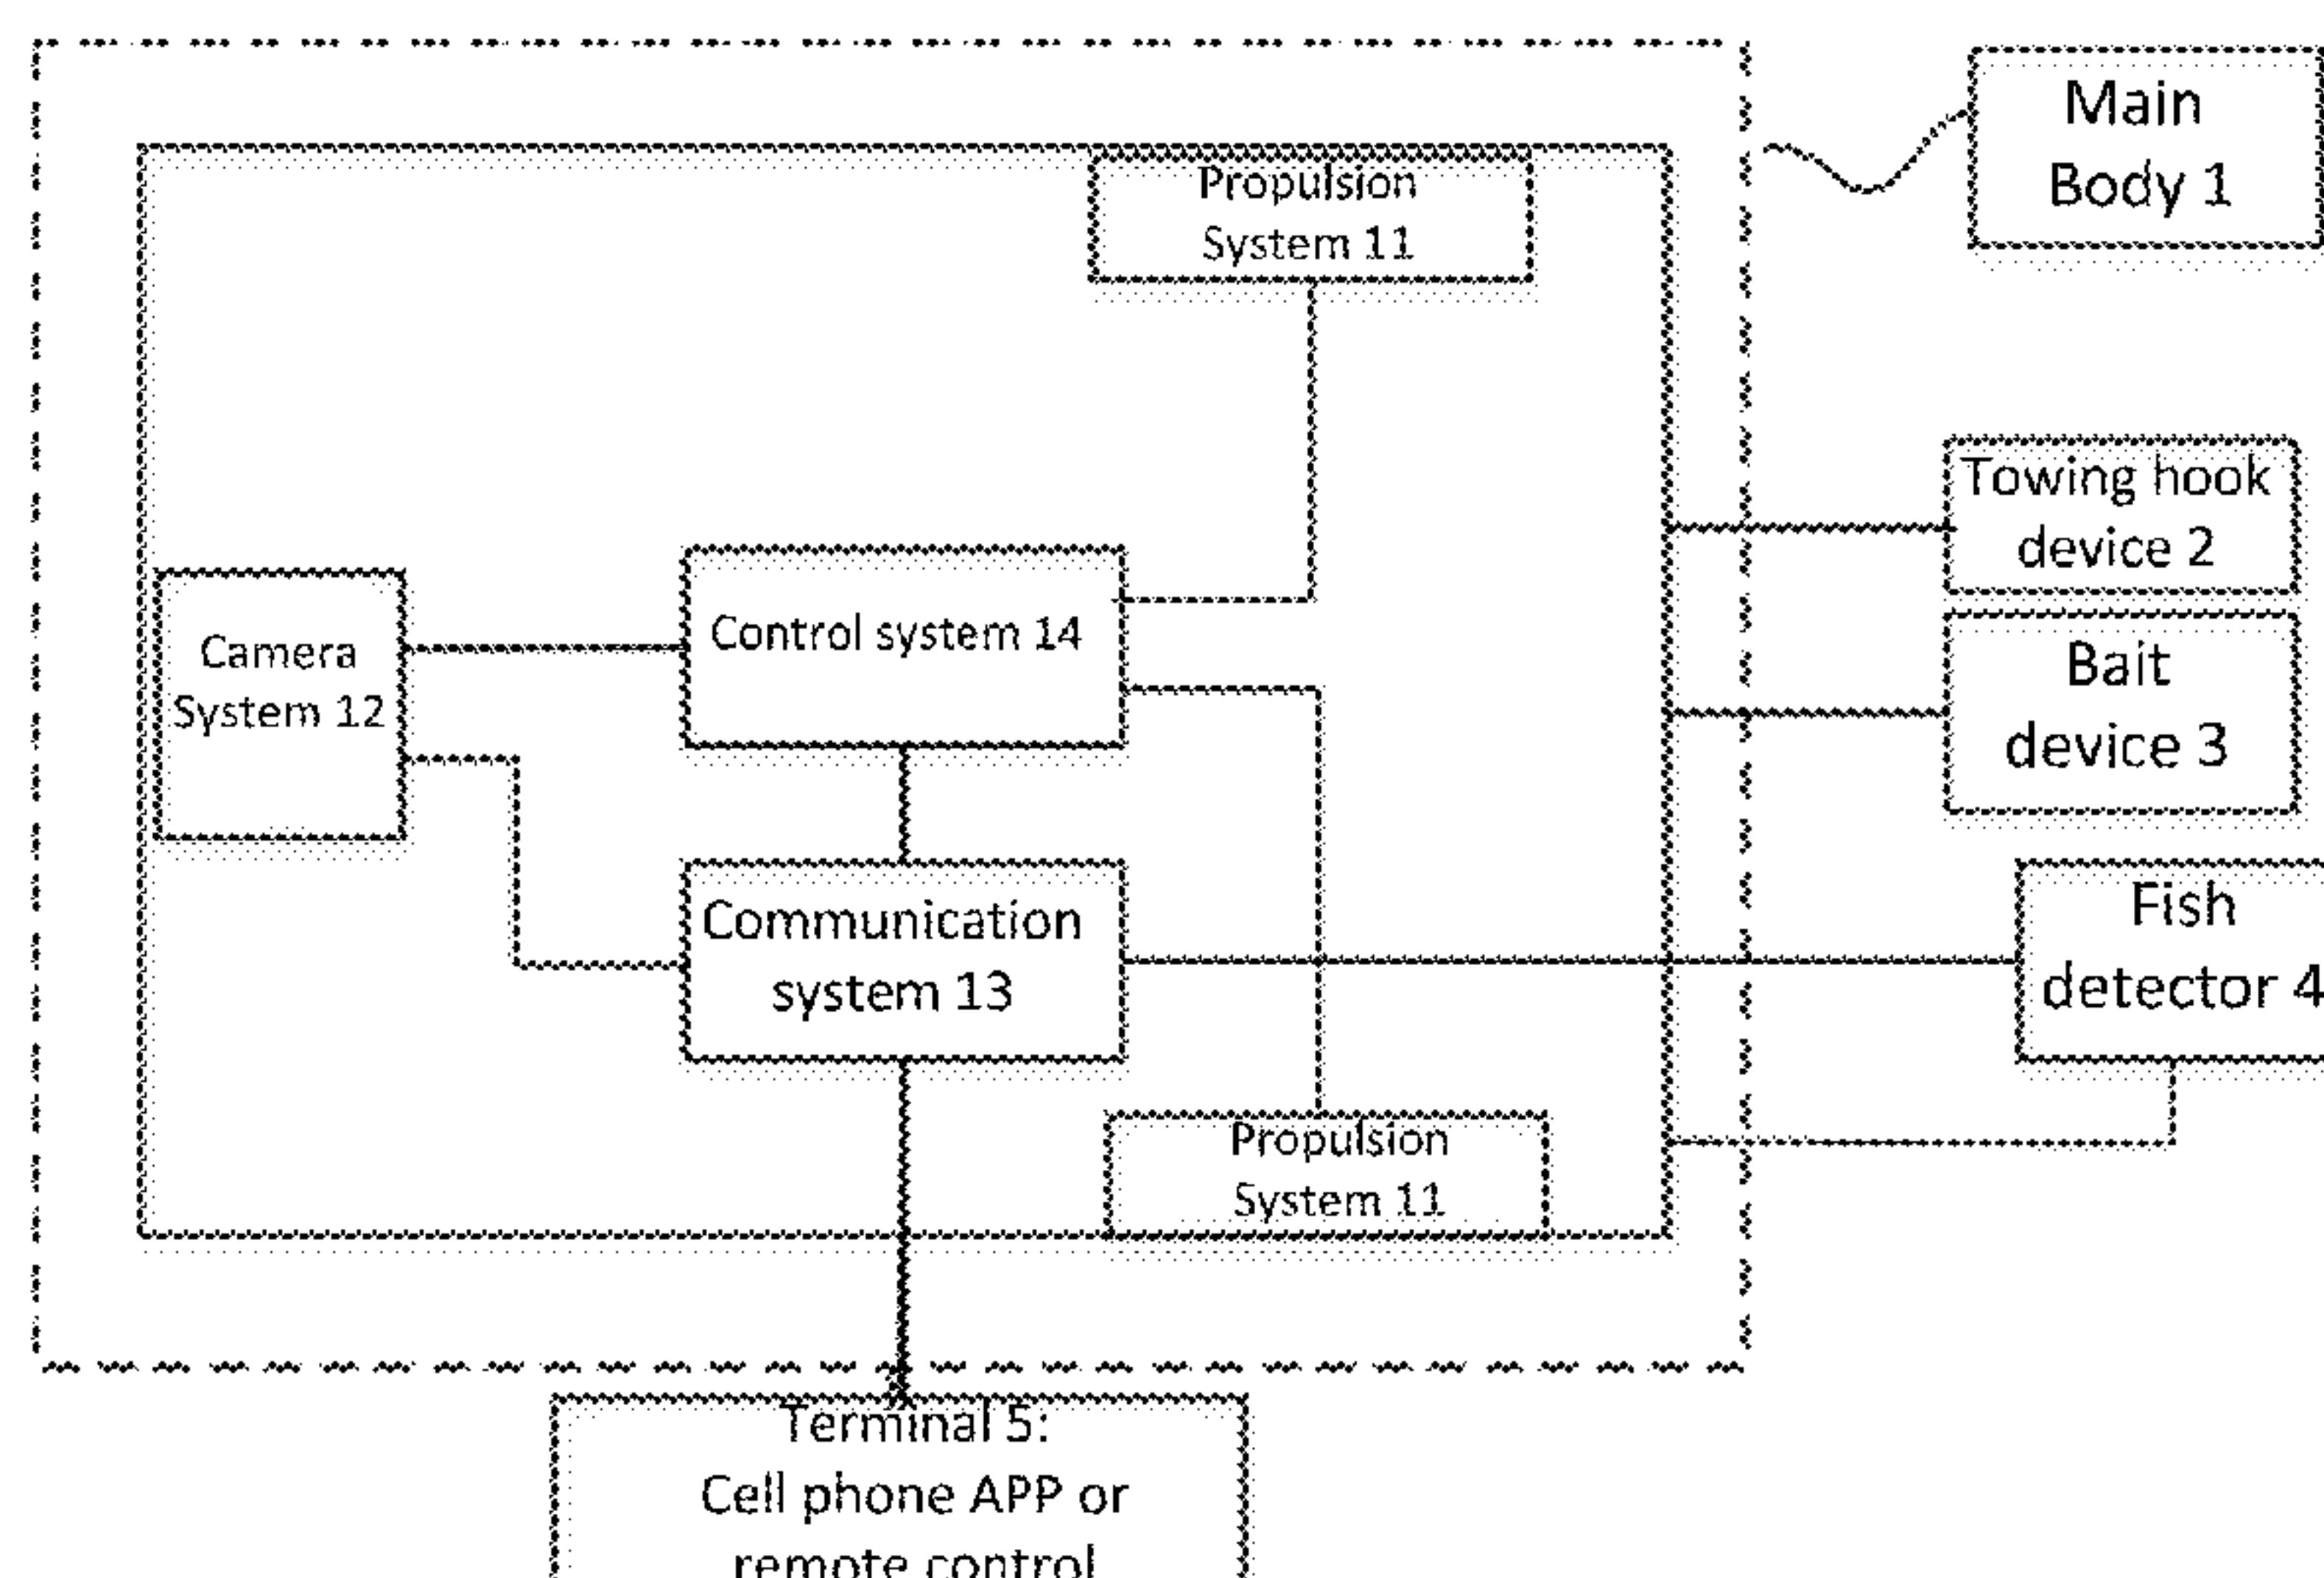 Main
Body 1
Propulsion
System 11
Towing hook
device 2
Control system 14
Camera
System 12
Bait
device 3
Communication
system 13
Fish
detector 4
Propulsion
System 11
Terminal 5:
Cell phone APP or
remote control